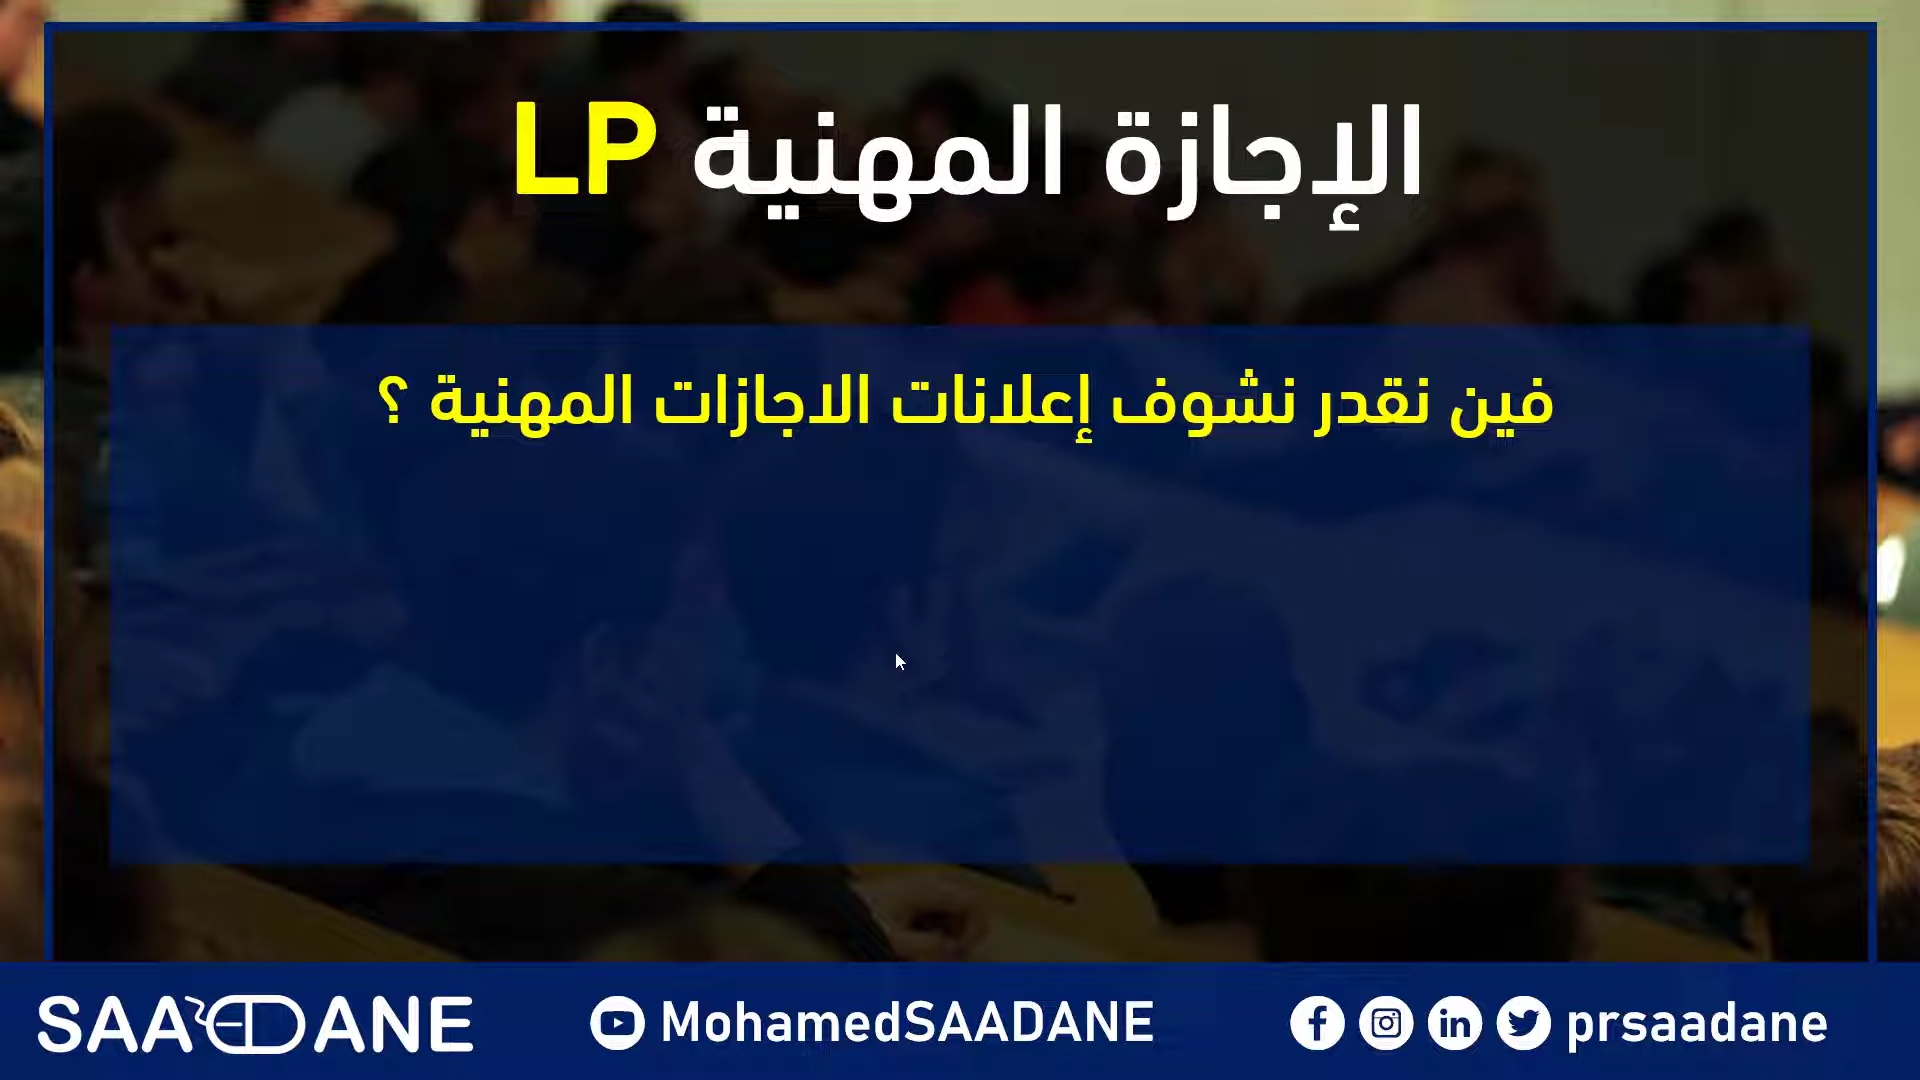 الإجازة المهنية LP
فين نقدر نشوف إعلانات الاجازات المهنية ؟
SAADANE
MohamedSAADANE
prsaadane